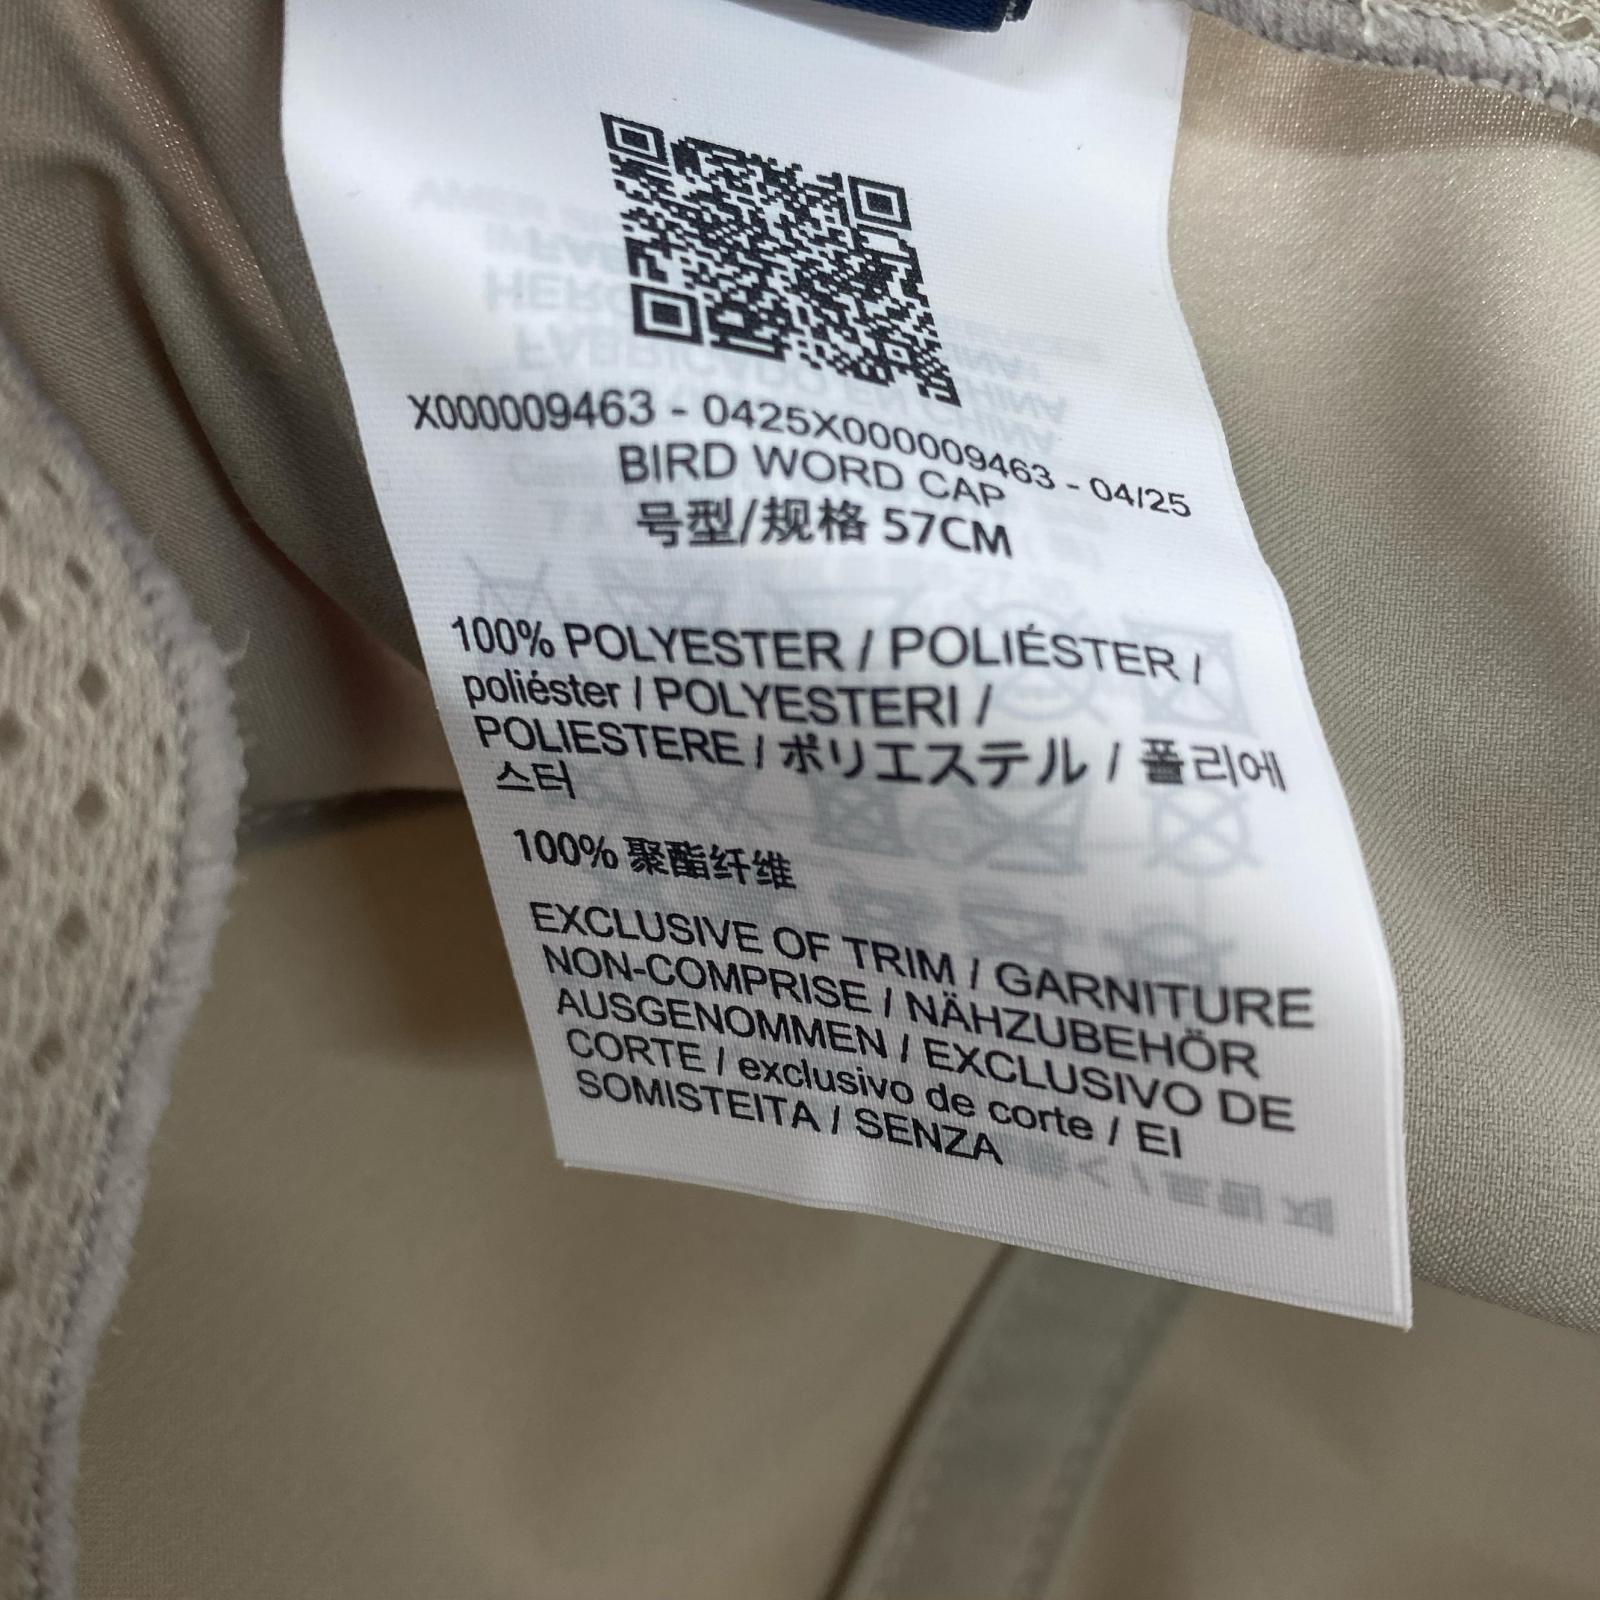 X000009463 - 0425X000009463 - 04/25
BIRD WORD CAP
号型/规格 57CM
100% POLYESTER / POLIÉSTER /
poliéster / POLYESTERI /
POLIESTERE / ポリエステル / 폴리에
스터
100% 聚酯纤维
EXCLUSIVE OF TRIM / GARNITURE
NON-COMPRISE / NÄHZUBEHÖR
AUSGENOMMEN / EXCLUSIVO DE
CORTE / exclusivo de corte / EI
SOMISTEITA / SENZA